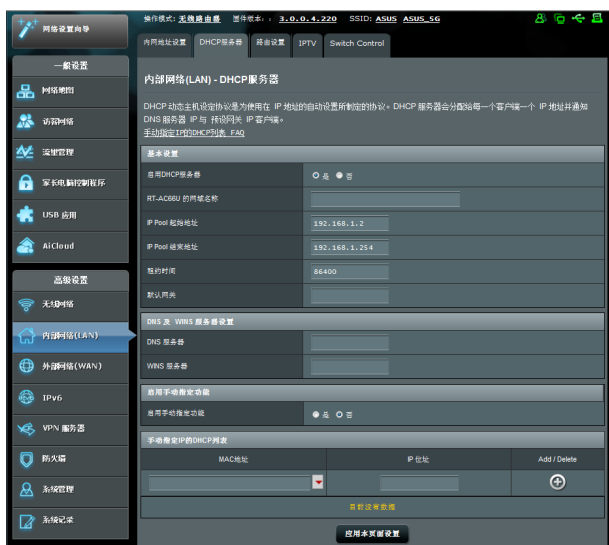 操作模式: 无线路由器 固件版本: : 3.0.0.4.220 SSID: ASUS ASUS_5G
网络设置向导
内网地址设置 DHCP服务器 路由设置 IPTV Switch Control
一般设置
网络地图
访客网络
流量管理
家长电脑控制程序
USB 应用
AiCloud
高级设置
无线网络
内部网络(LAN)
外部网络(WAN)
IPv6
VPN 服务器
防火墙
系统管理
系统记录
内部网络(LAN) - DHCP服务器
DHCP 动态主机设定协议是为使用在 IP 地址的自动设置所制定的协议。DHCP 服务器会分配给每一个客户端一个 IP 地址并通知
DNS 服务器 IP 与 预设网关 IP 客户端。
手动指定IP的DHCP列表 FAQ
基本设置
启用DHCP服务器 是 否
RT-AC66U 的网域名称
IP Pool 起始地址 192.168.1.2
IP Pool 结束地址 192.168.1.254
租约时间 86400
默认网关
DNS 及 WINS 服务器设置
DNS 服务器
WINS 服务器
启用手动指定功能
启用手动指定功能 是 否
手动指定IP的DHCP列表
MAC地址 IP 位址 Add / Delete
目前没有数据
应用本页面设置